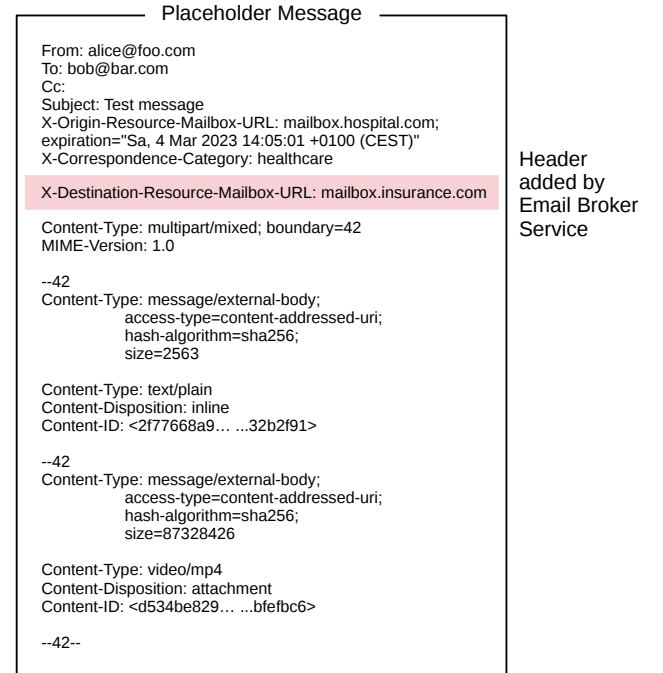 Placeholder Message
From: alice@foo.com
To: bob@bar.com
Cc:
Subject: Test message
X-Origin-Resource-Mailbox-URL: mailbox.hospital.com;
expiration="Sa, 4 Mar 2023 14:05:01 +0100 (CEST)"
X-Correspondence-Category: healthcare
X-Destination-Resource-Mailbox-URL: mailbox.insurance.com
Header
added by
Email Broker
Service
Content-Type: multipart/mixed; boundary=42
MIME-Version: 1.0
--42
Content-Type: message/external-body;
access-type=content-addressed-uri;
hash-algorithm=sha256;
size=2563
Content-Type: text/plain
Content-Disposition: inline
Content-ID: <2f77668a9… ...32b2f91>
--42
Content-Type: message/external-body;
access-type=content-addressed-uri;
hash-algorithm=sha256;
size=87328426
Content-Type: video/mp4
Content-Disposition: attachment
Content-ID: <d534be829… ...bfefbc6>
--42--